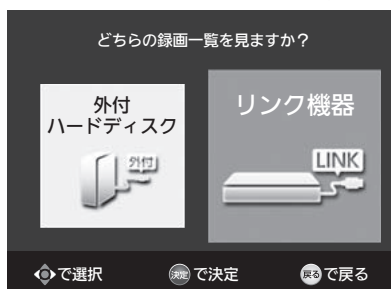 どちらの録画一覧を見ますか？
外付
ハードディスク
外付
リンク機器
LINK
で選択
決定 で決定
戻る で戻る